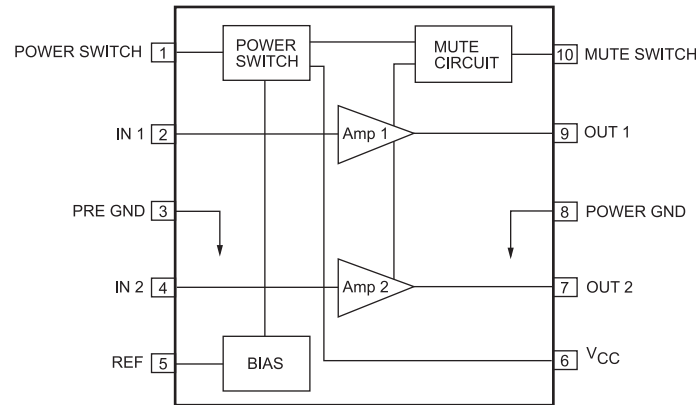 POWER SWITCH 1
POWER
SWITCH
MUTE
CIRCUIT
10 MUTE SWITCH
IN 1 2
Amp 1
9 OUT 1
PRE GND 3
8 POWER GND
IN 2 4
Amp 2
7 OUT 2
REF 5
BIAS
6 VCC